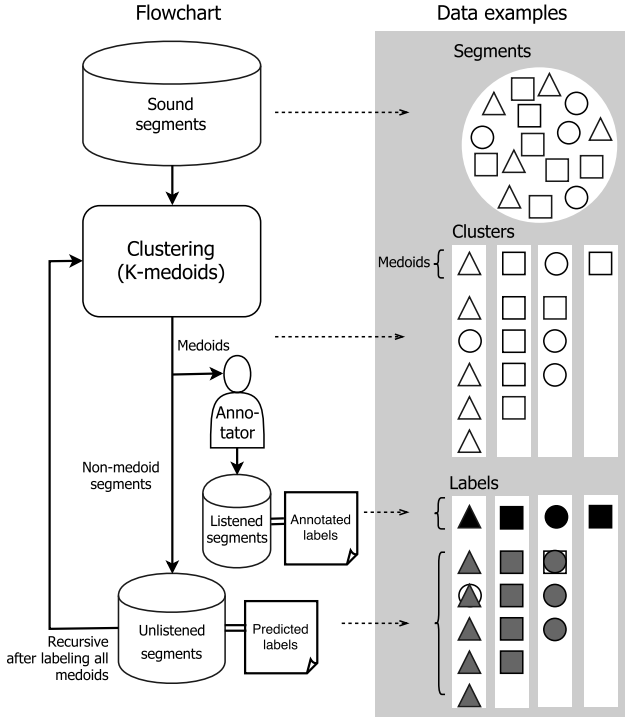 Flowchart
Data examples
Sound
segments
Segments
Clustering
(K-medoids)
Clusters
Medoids
Medoids
Anno-
tator
Non-medoid
segments
Listened
segments
Annotated
labels
Labels
Unlistened
segments
Predicted
labels
Recursive
after labeling all
medoids